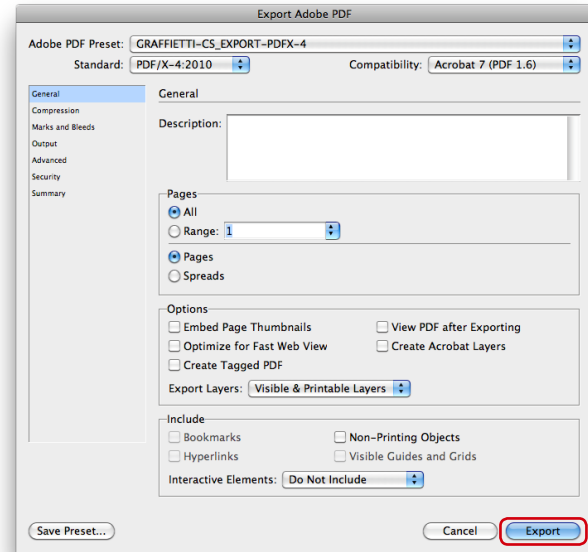 Export Adobe PDF
Adobe PDF Preset: GRAFFIETTI-CS_EXPORT-PDFX-4
Standard: PDF/X-4:2010 Compatibility: Acrobat 7 (PDF 1.6)
General
Compression
Marks and Bleeds
Output
Advanced
Security
Summary
General
Description:
Pages
All
Range: 1
Pages
Spreads
Options
Embed Page Thumbnails View PDF after Exporting
Optimize for Fast Web View Create Acrobat Layers
Create Tagged PDF
Export Layers: Visible & Printable Layers
Include
Bookmarks Non-Printing Objects
Hyperlinks Visible Guides and Grids
Interactive Elements: Do Not Include
Save Preset... Cancel Export